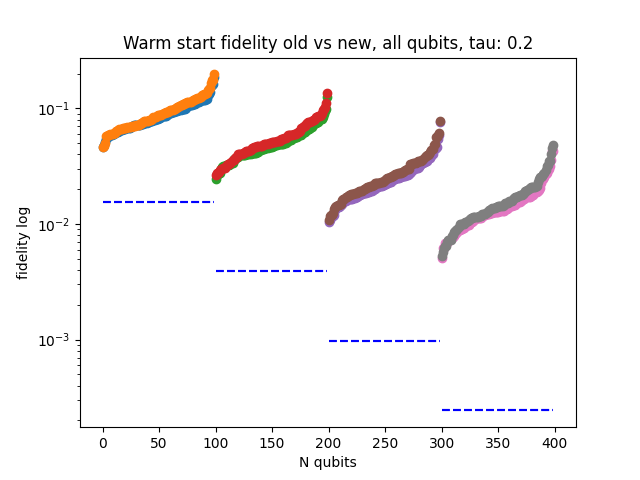 Warm start fidelity old vs new, all qubits, tau: 0.2
fidelity log
10⁻¹
10⁻²
10⁻³
0 50 100 150 200 250 300 350 400
N qubits